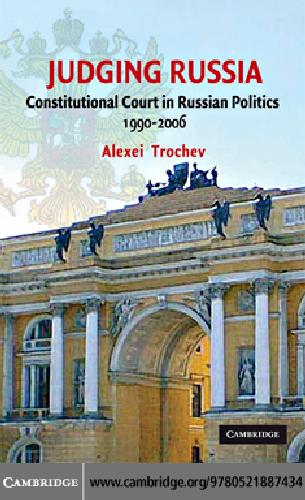 JUDGING RUSSIA
Constitutional Court in Russian Politics
1990-2006
Alexei Trochev
CAMBRIDGE
CAMBRIDGE www.cambridge.org/9780521887434